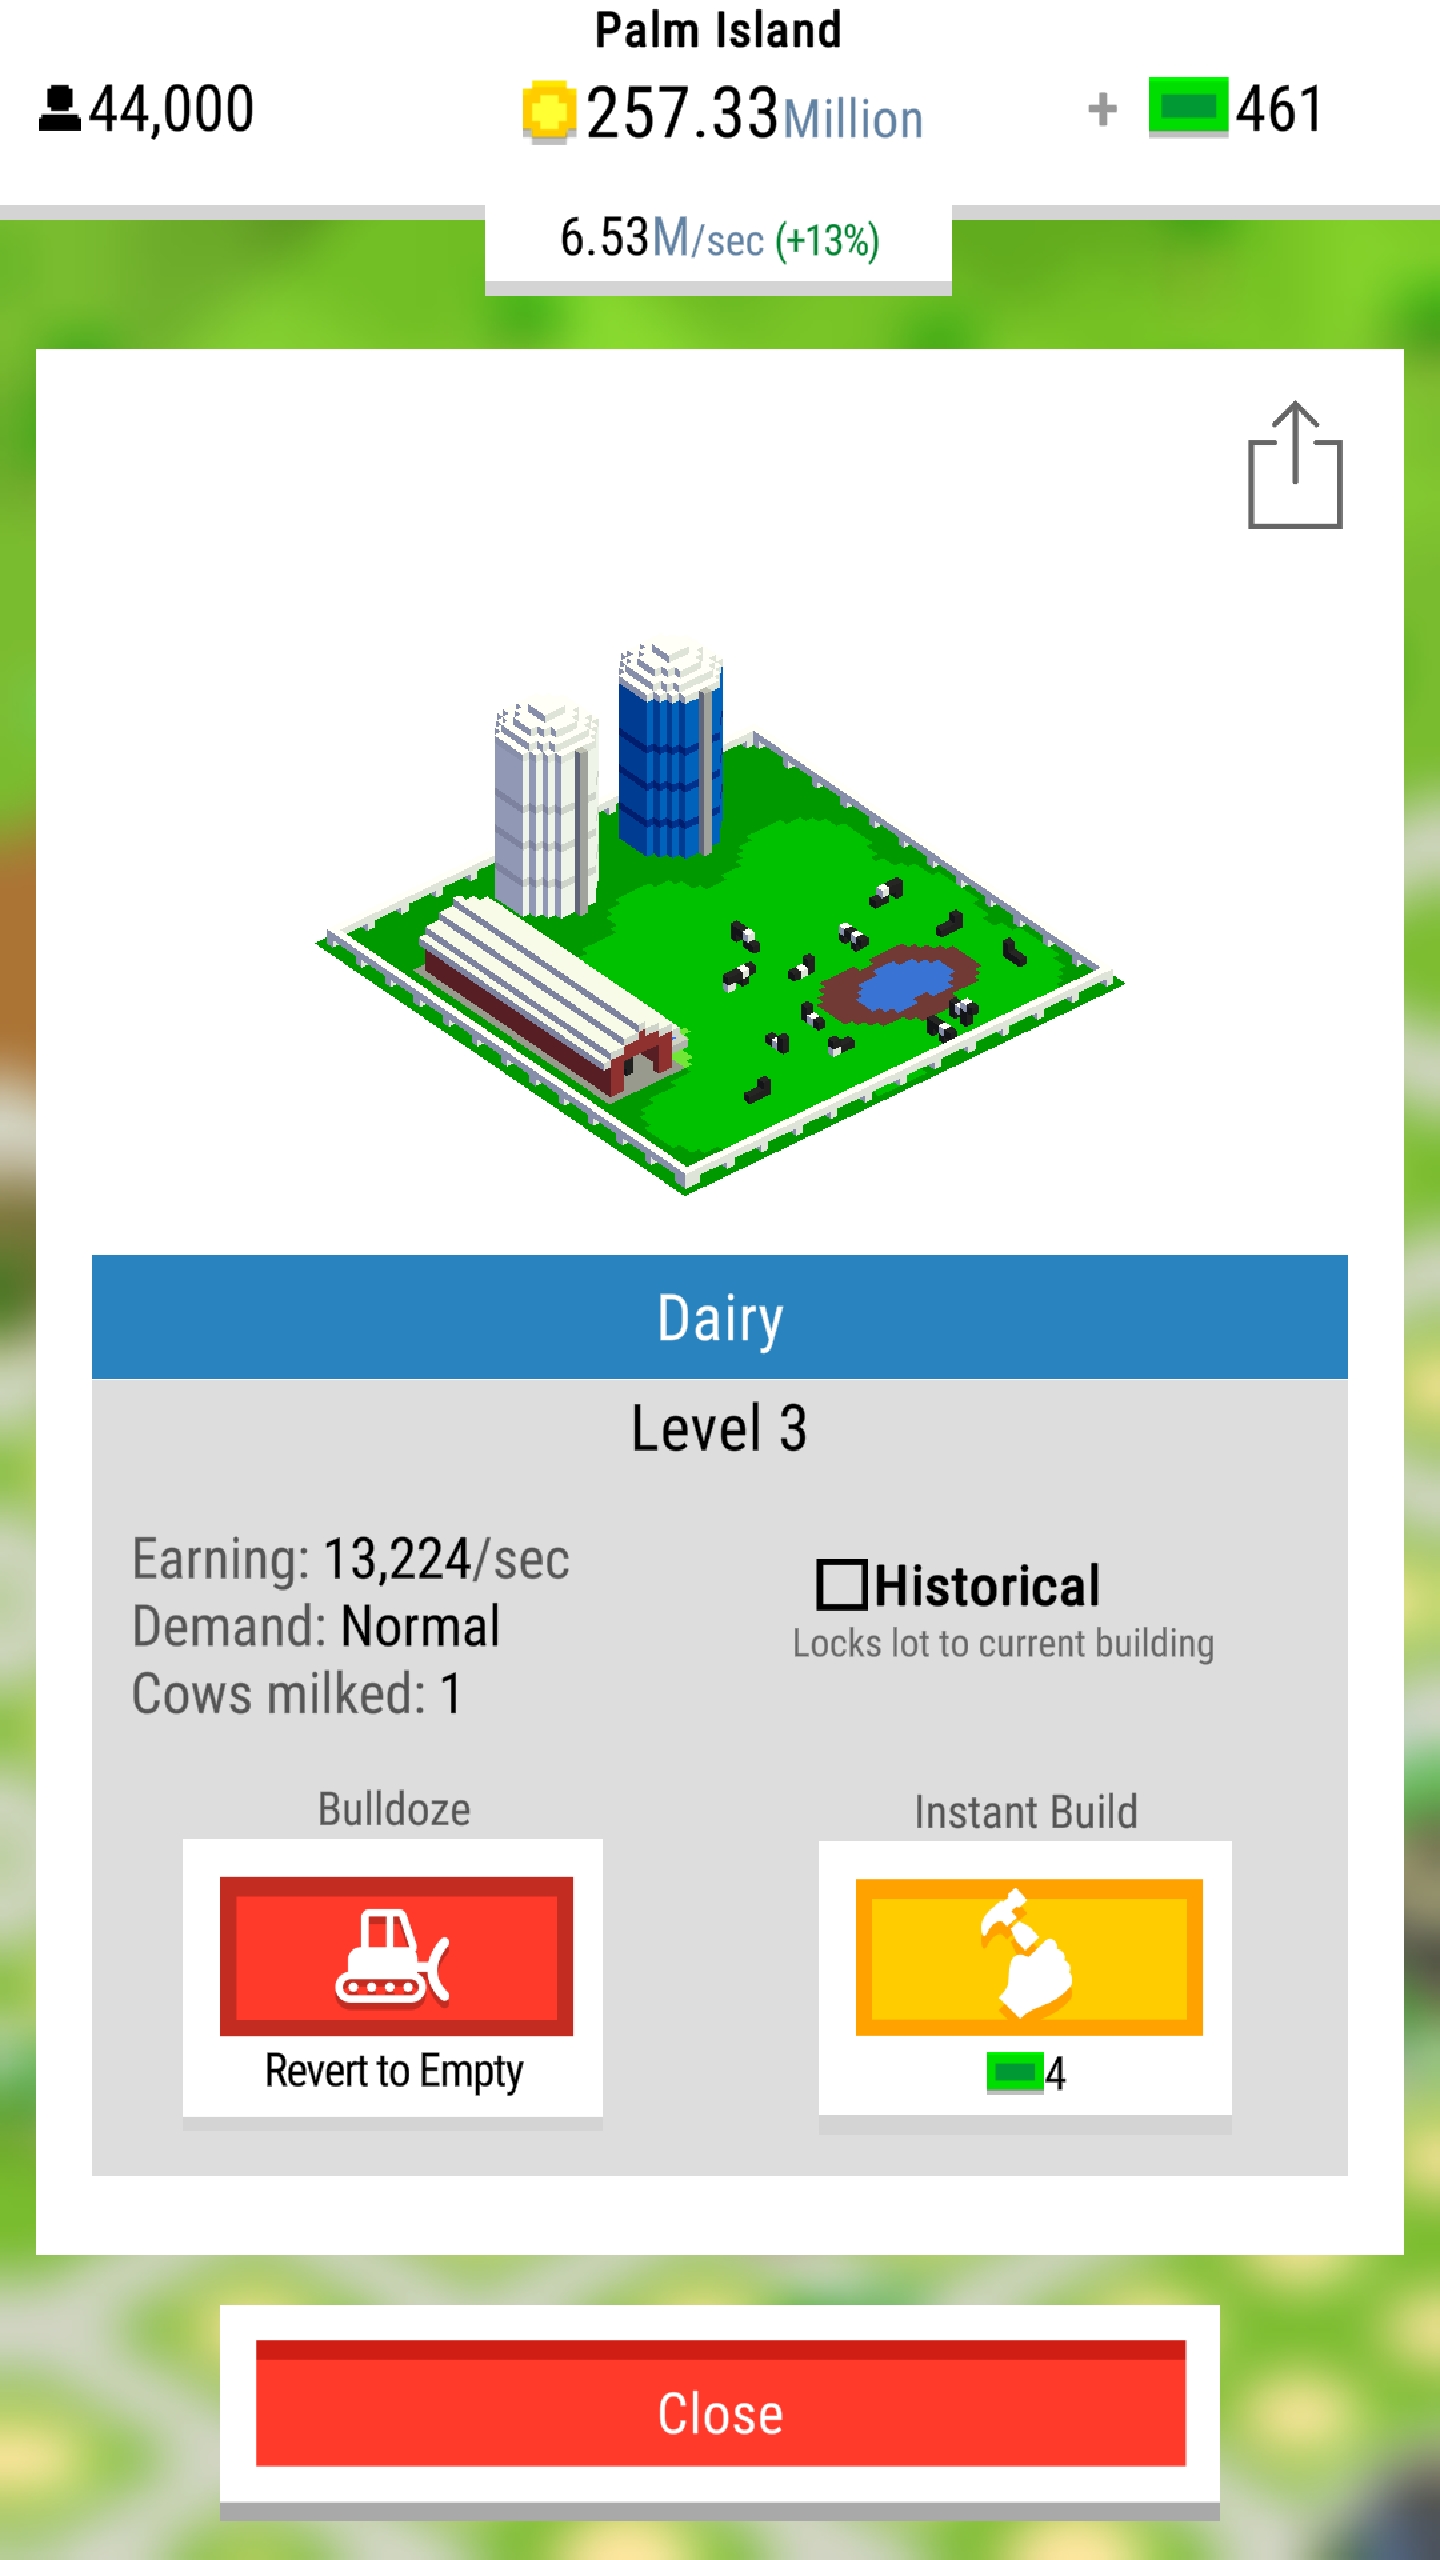 Palm Island
44,000
257.33Million
+ 461
6.53M/sec (+13%)
Dairy
Level 3
Earning: 13,224/sec
Demand: Normal
Cows milked: 1
Historical
Locks lot to current building
Bulldoze
Revert to Empty
Instant Build
4
Close